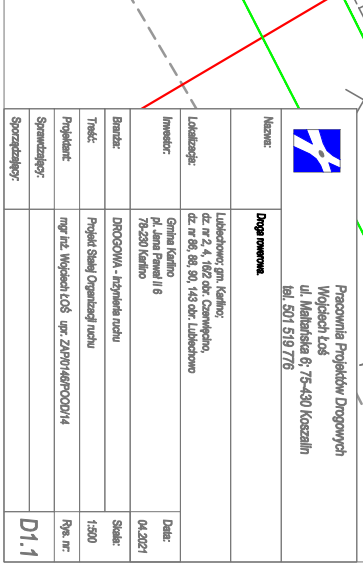 Pracownia Projektów Drogowych
Wojciech Łoś
ul. Maltańska 6; 75-430 Koszalin
tel. 501 519 776
Nazwa:
Droga rowerowa.
Lokalizacja:
Lubiechowo; gm. Karlino;
dz. nr 2, 4, 16/2 obr. Czerwięcino,
dz. nr 86, 88, 90, 143 obr. Lubiechowo
Inwestor:
Gmina Karlino
pl. Jana Pawła II 6
78-230 Karlino
Data:
04.2021
Branża:
DROGOWA - inżynieria ruchu
Skala:
Treść:
Projekt Stałej Organizacji ruchu
1:500
Projektant:
mgr inż. Wojciech ŁOŚ upr. ZAP/0146/POOD/14
Rys. nr:
Sprawdzający:
D1.1
Sporządzający: